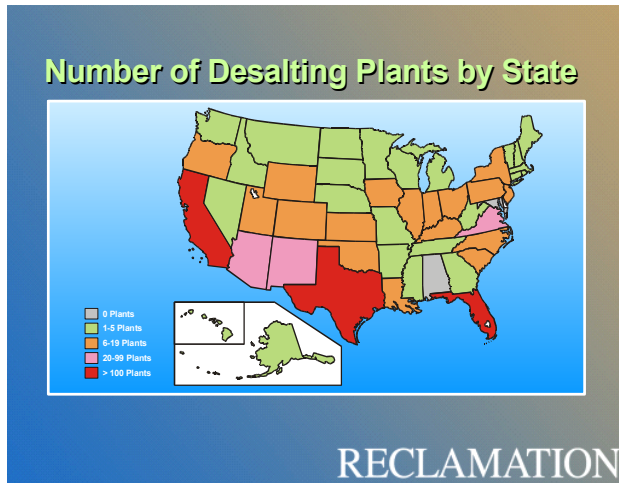 Number of Desalting Plants by State
0 Plants
1-5 Plants
6-19 Plants
20-99 Plants
> 100 Plants
RECLAMATION